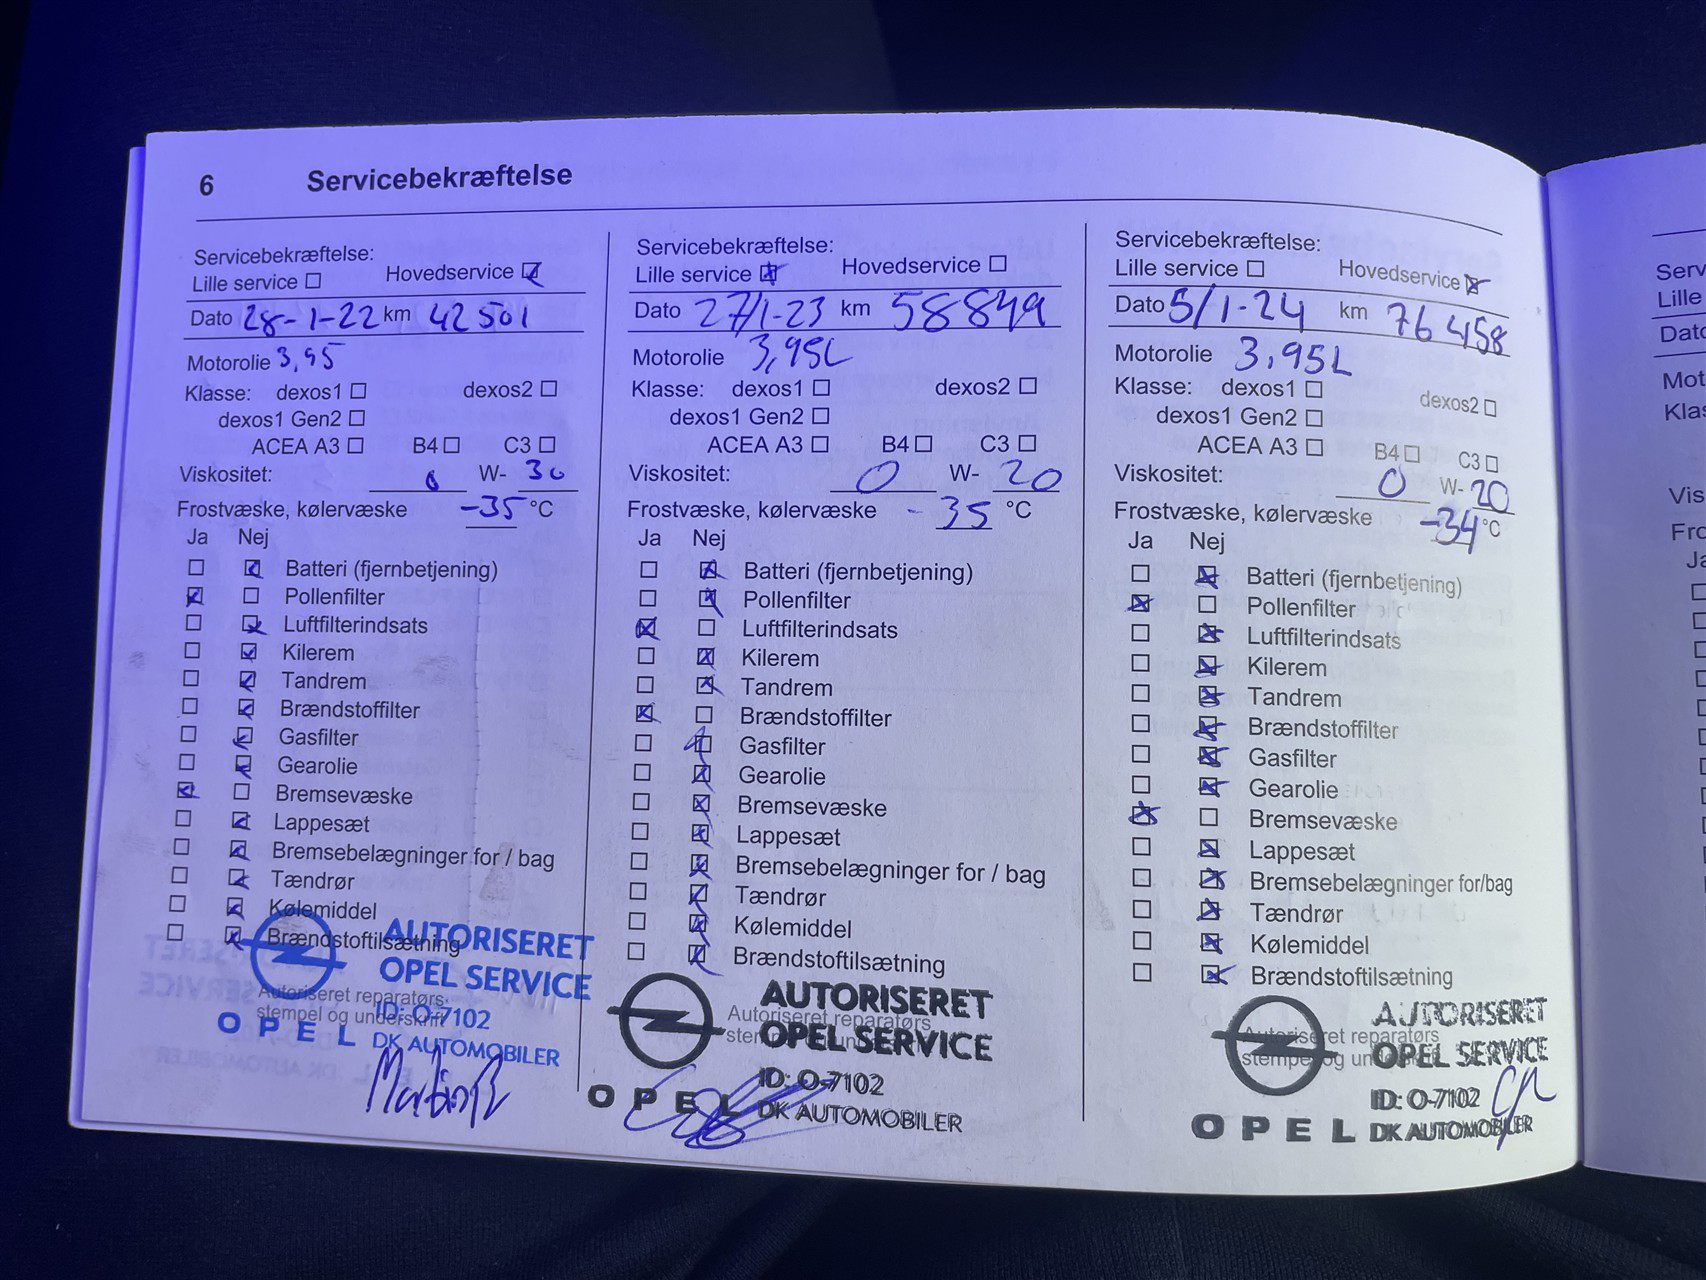 6 Servicebekræftelse
Servicebekræftelse:
Lille service ☐ Hovedservice ☑
Dato 28-1-22 km 42501
Motorolie 3,95
Klasse: dexos1 ☐ dexos2 ☐
dexos1 Gen2 ☐
ACEA A3 ☐ B4 ☐ C3 ☐
Viskositet: 0 W- 30
Frostvæske, kølervæske -35 °C
Ja Nej
☐ ☑ Batteri (fjernbetjening)
☑ ☐ Pollenfilter
☐ ☑ Luftfilterindsats
☐ ☑ Kilerem
☐ ☑ Tandrem
☐ ☑ Brændstoffilter
☐ ☑ Gasfilter
☐ ☑ Gearolie
☑ ☐ Bremsevæske
☐ ☑ Lappesæt
☐ ☑ Bremsebelægninger for / bag
☐ ☑ Tændrør
☐ ☑ Kølemiddel
☐ ☑ Brændstoftilsætning
Autoriseret reparatørs
stempel og underskrift
AUTORISERET
OPEL SERVICE
ID: O-7102
OPEL DK AUTOMOBILER
Servicebekræftelse:
Lille service ☒ Hovedservice ☐
Dato 27/1-23 km 58849
Motorolie 3,95L
Klasse: dexos1 ☐ dexos2 ☐
dexos1 Gen2 ☐
ACEA A3 ☐ B4 ☐ C3 ☐
Viskositet: 0 W- 20
Frostvæske, kølervæske -35 °C
Ja Nej
☐ ☒ Batteri (fjernbetjening)
☐ ☒ Pollenfilter
☒ ☐ Luftfilterindsats
☐ ☒ Kilerem
☐ ☒ Tandrem
☒ ☐ Brændstoffilter
☐ ☒ Gasfilter
☐ ☒ Gearolie
☐ ☒ Bremsevæske
☐ ☒ Lappesæt
☐ ☒ Bremsebelægninger for / bag
☐ ☒ Tændrør
☐ ☒ Kølemiddel
☐ ☒ Brændstoftilsætning
Autoriseret reparatørs
AUTORISERET
OPEL SERVICE
ID: O-7102
OPEL DK AUTOMOBILER
Servicebekræftelse:
Lille service ☐ Hovedservice ☒
Dato 5/1-24 km 76458
Motorolie 3,95L
Klasse: dexos1 ☐ dexos2 ☐
dexos1 Gen2 ☐
ACEA A3 ☐ B4 ☐ C3 ☐
Viskositet: 0 W- 20
Frostvæske, kølervæske -34 °C
Ja Nej
☐ ☒ Batteri (fjernbetjening)
☒ ☐ Pollenfilter
☐ ☒ Luftfilterindsats
☐ ☒ Kilerem
☐ ☒ Tandrem
☐ ☒ Brændstoffilter
☐ ☒ Gasfilter
☐ ☒ Gearolie
☒ ☐ Bremsevæske
☐ ☒ Lappesæt
☐ ☒ Bremsebelægninger for/bag
☐ ☒ Tændrør
☐ ☒ Kølemiddel
☐ ☒ Brændstoftilsætning
Autoriseret reparatørs
stempel og
AUTORISERET
OPEL SERVICE
ID: O-7102
OPEL DK AUTOMOBILER
Lille